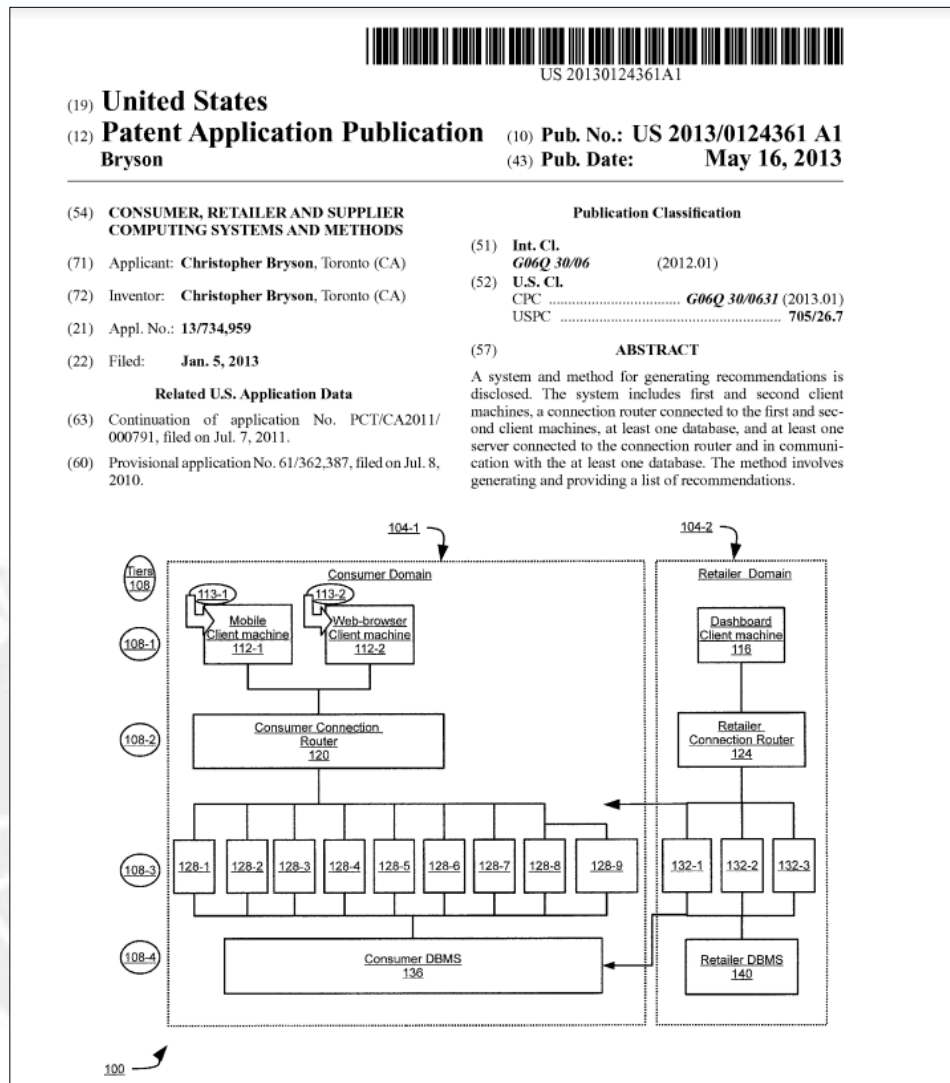 US 20130124361A1
(19) United States
(12) Patent Application Publication
Bryson
(10) Pub. No.: US 2013/0124361 A1
(43) Pub. Date: May 16, 2013
(54) CONSUMER, RETAILER AND SUPPLIER
COMPUTING SYSTEMS AND METHODS
(71) Applicant: Christopher Bryson, Toronto (CA)
(72) Inventor: Christopher Bryson, Toronto (CA)
(21) Appl. No.: 13/734,959
(22) Filed: Jan. 5, 2013
Related U.S. Application Data
(63) Continuation of application No. PCT/CA2011/
000791, filed on Jul. 7, 2011.
(60) Provisional application No. 61/362,387, filed on Jul. 8,
2010.
Publication Classification
(51) Int. Cl.
G06Q 30/06 (2012.01)
(52) U.S. Cl.
CPC .................................. G06Q 30/0631 (2013.01)
USPC ........................................................ 705/26.7
(57) ABSTRACT
A system and method for generating recommendations is
disclosed. The system includes first and second client
machines, a connection router connected to the first and sec-
ond client machines, at least one database, and at least one
server connected to the connection router and in communi-
cation with the at least one database. The method involves
generating and providing a list of recommendations.
104-1
104-2
Tiers
108
Consumer Domain
Retailer Domain
113-1
113-2
108-1
Mobile
Client machine
112-1
Web-browser
Client machine
112-2
Dashboard
Client machine
116
108-2
Consumer Connection
Router
120
Retailer
Connection Router
124
108-3
128-1
128-2
128-3
128-4
128-5
128-6
128-7
128-8
128-9
132-1
132-2
132-3
108-4
Consumer DBMS
136
Retailer DBMS
140
100